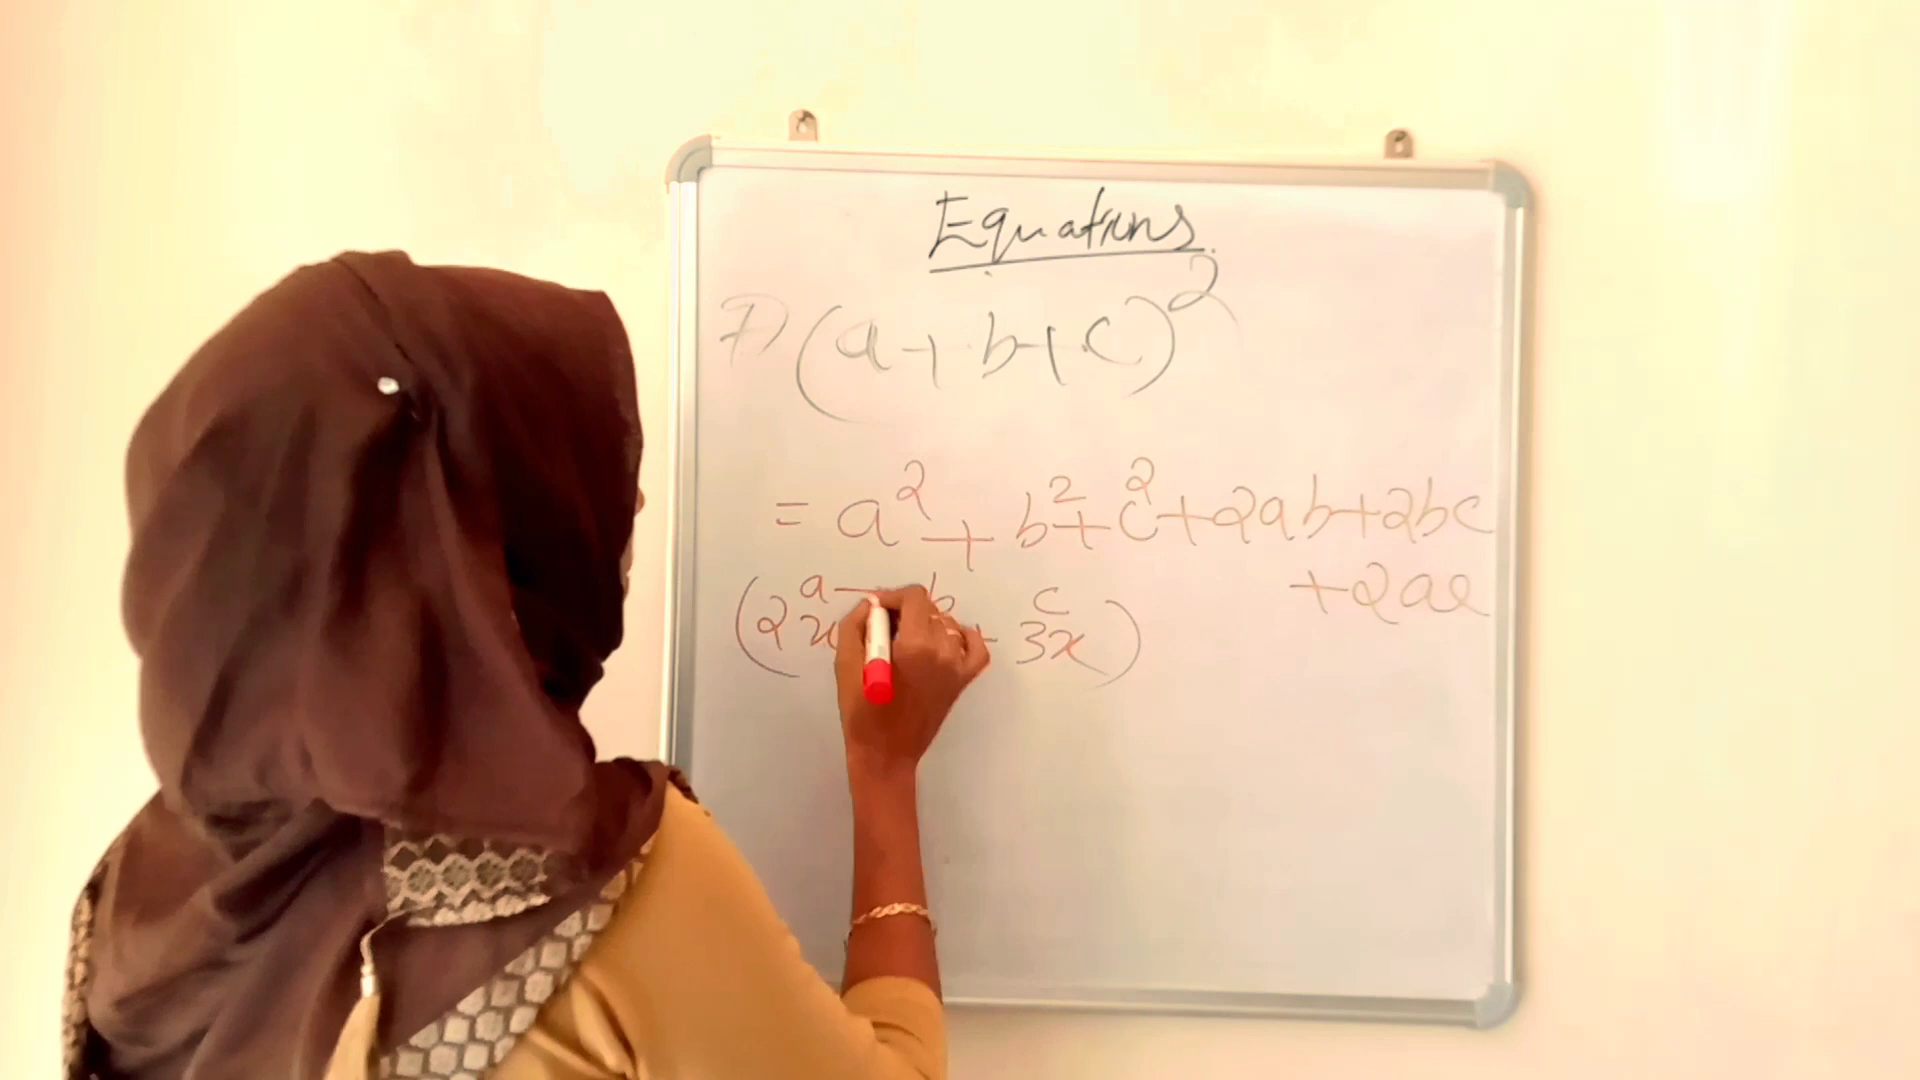 Equations
7) (a + b + c)²
= a² + b² + c² + 2ab + 2bc
+ 2ac
a b c
(2x + 3x)